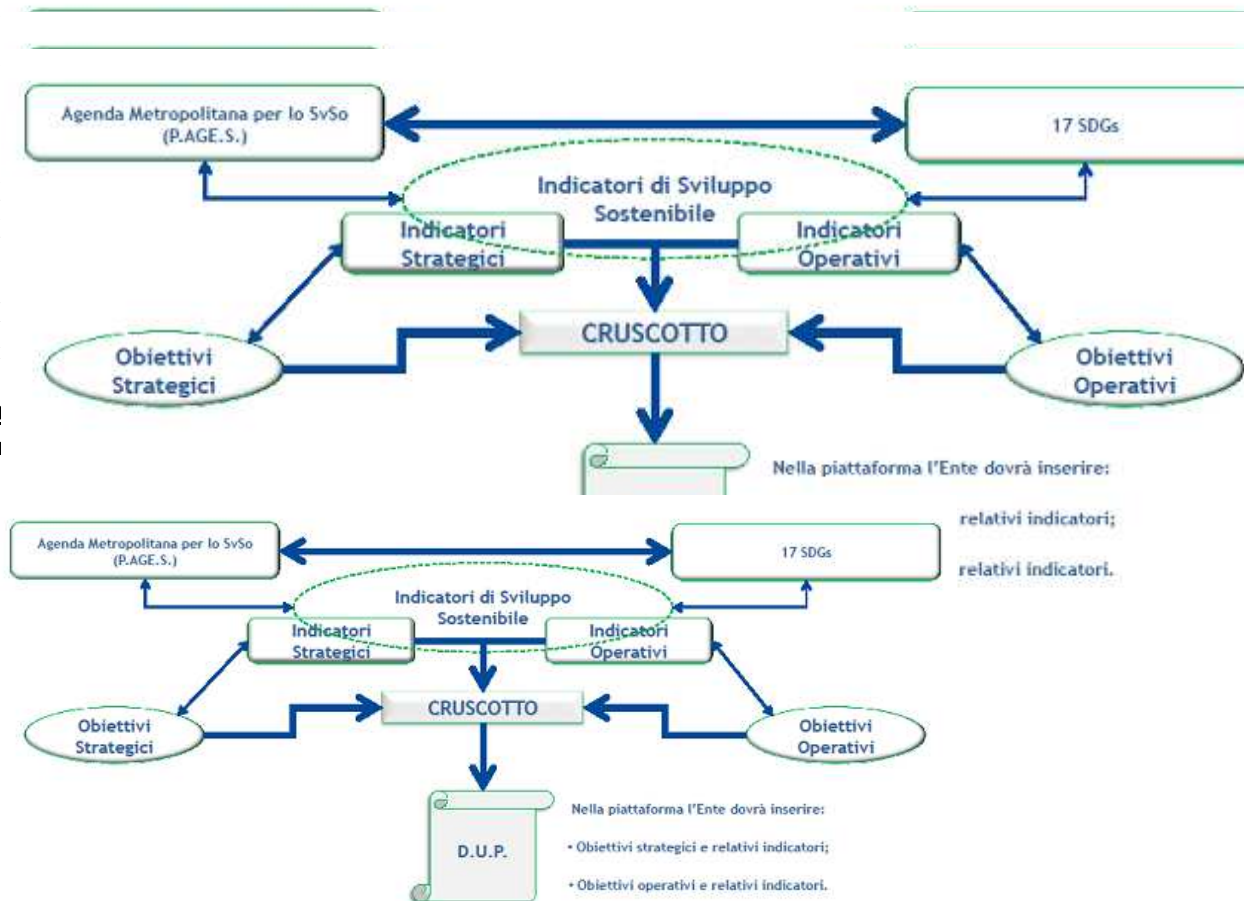 Agenda Metropolitana per lo SvSo
(P.AGE.S.)
17 SDGs
Indicatori di Sviluppo
Sostenibile
Indicatori
Strategici
Indicatori
Operativi
CRUSCOTTO
Obiettivi
Strategici
Obiettivi
Operativi
Nella piattaforma l'Ente dovrà inserire:
relativi indicatori;
relativi indicatori.
Agenda Metropolitana per lo SvSo
(P.AGE.S.)
17 SDGs
Indicatori di Sviluppo
Sostenibile
Indicatori
Strategici
Indicatori
Operativi
CRUSCOTTO
Obiettivi
Strategici
Obiettivi
Operativi
D.U.P.
Nella piattaforma l'Ente dovrà inserire:
• Obiettivi strategici e relativi indicatori;
• Obiettivi operativi e relativi indicatori.